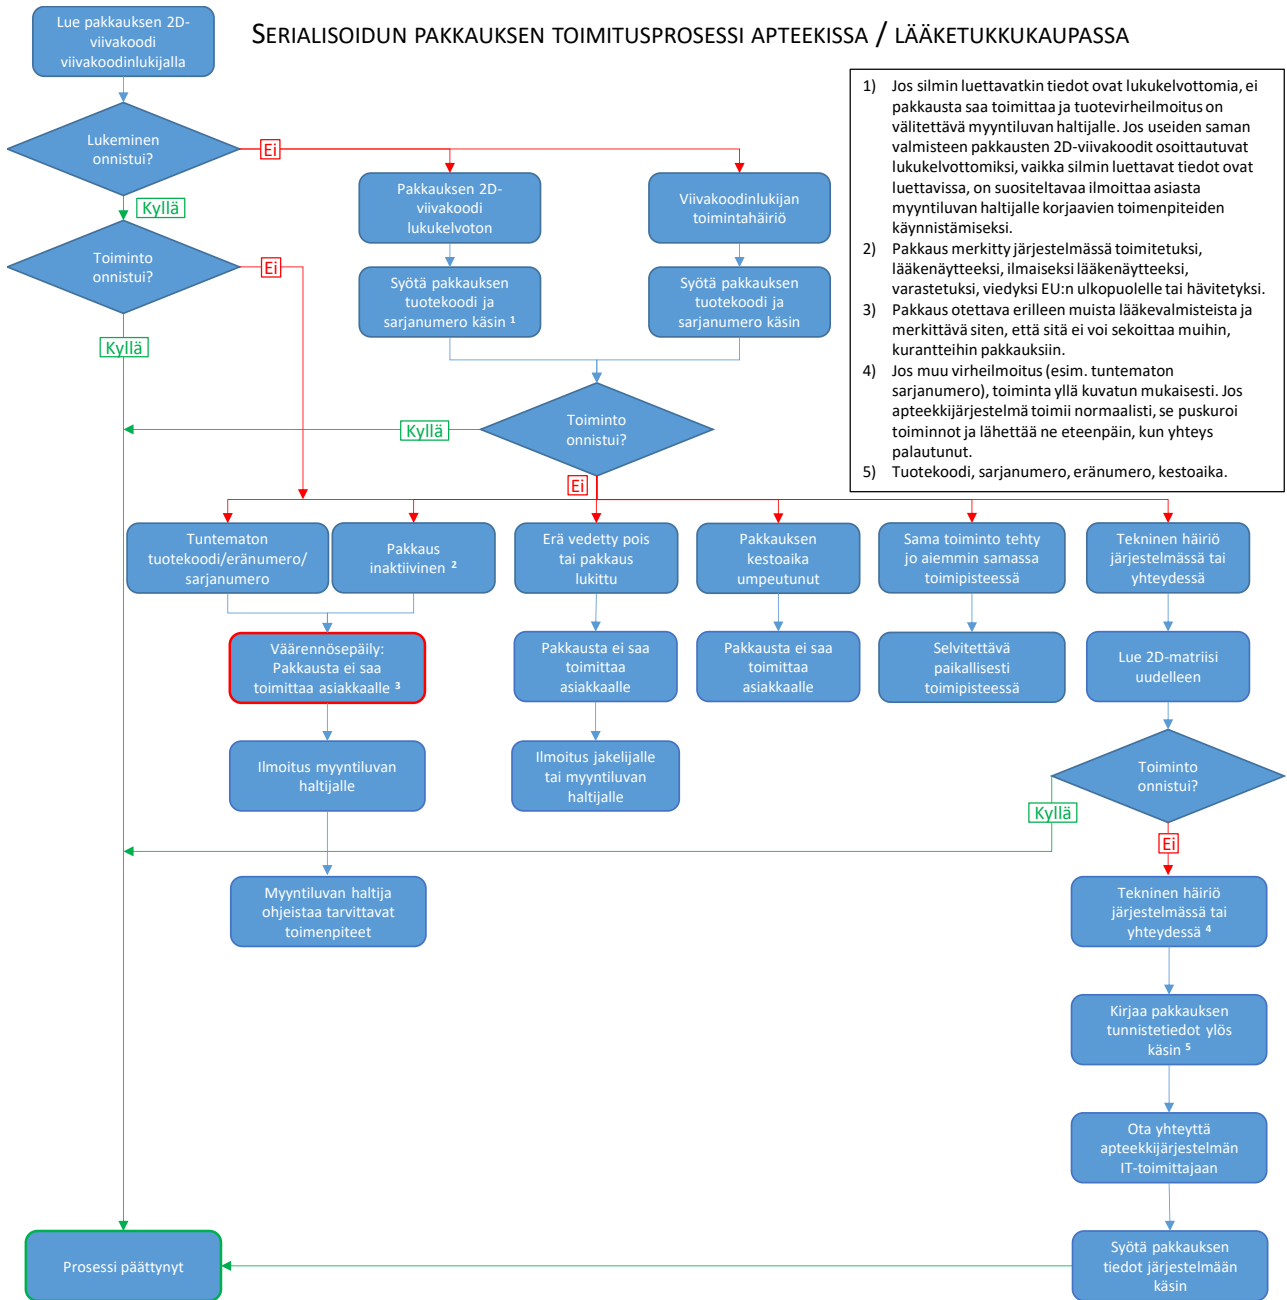 Lue pakkauksen 2D-
viivakoodi
viivakoodinlukijalla
SERIALISOIDUN PAKKAUKSEN TOIMITUSPROSESSI APTEEKISSA / LÄÄKETUKKUKAUPASSA
1) Jos silmin luettavatkin tiedot ovat lukukelvottomia, ei
pakkausta saa toimittaa ja tuotevirheilmoitus on
välitettävä myyntiluvan haltijalle. Jos useiden saman
valmisteen pakkausten 2D-viivakoodit osoittautuvat
lukukelvottomiksi, vaikka silmin luettavat tiedot ovat
luettavissa, on suositeltavaa ilmoittaa asiasta
myyntiluvan haltijalle korjaavien toimenpiteiden
käynnistämiseksi.
2) Pakkaus merkitty järjestelmässä toimitetuksi,
lääkenäytteeksi, ilmaiseksi lääkenäytteeksi,
varastetuksi, viedyksi EU:n ulkopuolelle tai hävitetyksi.
3) Pakkaus otettava erilleen muista lääkevalmisteista ja
merkittävä siten, että sitä ei voi sekoittaa muihin,
kurantteihin pakkauksiin.
4) Jos muu virheilmoitus (esim. tuntematon
sarjanumero), toiminta yllä kuvatun mukaisesti. Jos
apteekkijärjestelmä toimii normaalisti, se puskuroi
toiminnot ja lähettää ne eteenpäin, kun yhteys
palautunut.
5) Tuotekoodi, sarjanumero, eränumero, kestoaika.
Lukeminen
onnistui?
Ei
Kyllä
Pakkauksen 2D-
viivakoodi
lukukelvoton
Viivakoodinlukijan
toimintahäiriö
Toiminto
onnistui?
Ei
Kyllä
Syötä pakkauksen
tuotekoodi ja
sarjanumero käsin 1
Syötä pakkauksen
tuotekoodi ja
sarjanumero käsin
Toiminto
onnistui?
Kyllä
Ei
Tuntematon
tuotekoodi/eränumero/
sarjanumero
Pakkaus
inaktiivinen 2
Erä vedetty pois
tai pakkaus
lukittu
Pakkauksen
kestoaika
umpeutunut
Sama toiminto tehty
jo aiemmin samassa
toimipisteessä
Tekninen häiriö
järjestelmässä tai
yhteydessä
Väärennösepäily:
Pakkausta ei saa
toimittaa asiakkaalle 3
Pakkausta ei saa
toimittaa
asiakkaalle
Pakkausta ei saa
toimittaa
asiakkaalle
Selvitettävä
paikallisesti
toimipisteessä
Lue 2D-matriisi
uudelleen
Ilmoitus myyntiluvan
haltijalle
Ilmoitus jakelijalle
tai myyntiluvan
haltijalle
Toiminto
onnistui?
Kyllä
Ei
Myyntiluvan haltija
ohjeistaa tarvittavat
toimenpiteet
Tekninen häiriö
järjestelmässä tai
yhteydessä 4
Kirjaa pakkauksen
tunnistetiedot ylös
käsin 5
Ota yhteyttä
apteekkijärjestelmän
IT-toimittajaan
Syötä pakkauksen
tiedot järjestelmään
käsin
Prosessi päättynyt